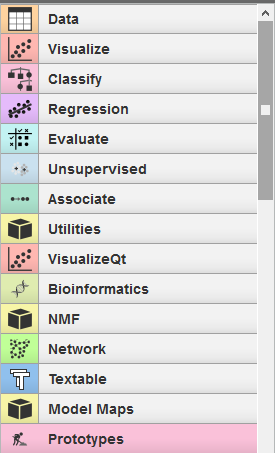 Data
Visualize
Classify
Regression
Evaluate
Unsupervised
Associate
Utilities
VisualizeQt
Bioinformatics
NMF
Network
Textable
Model Maps
Prototypes